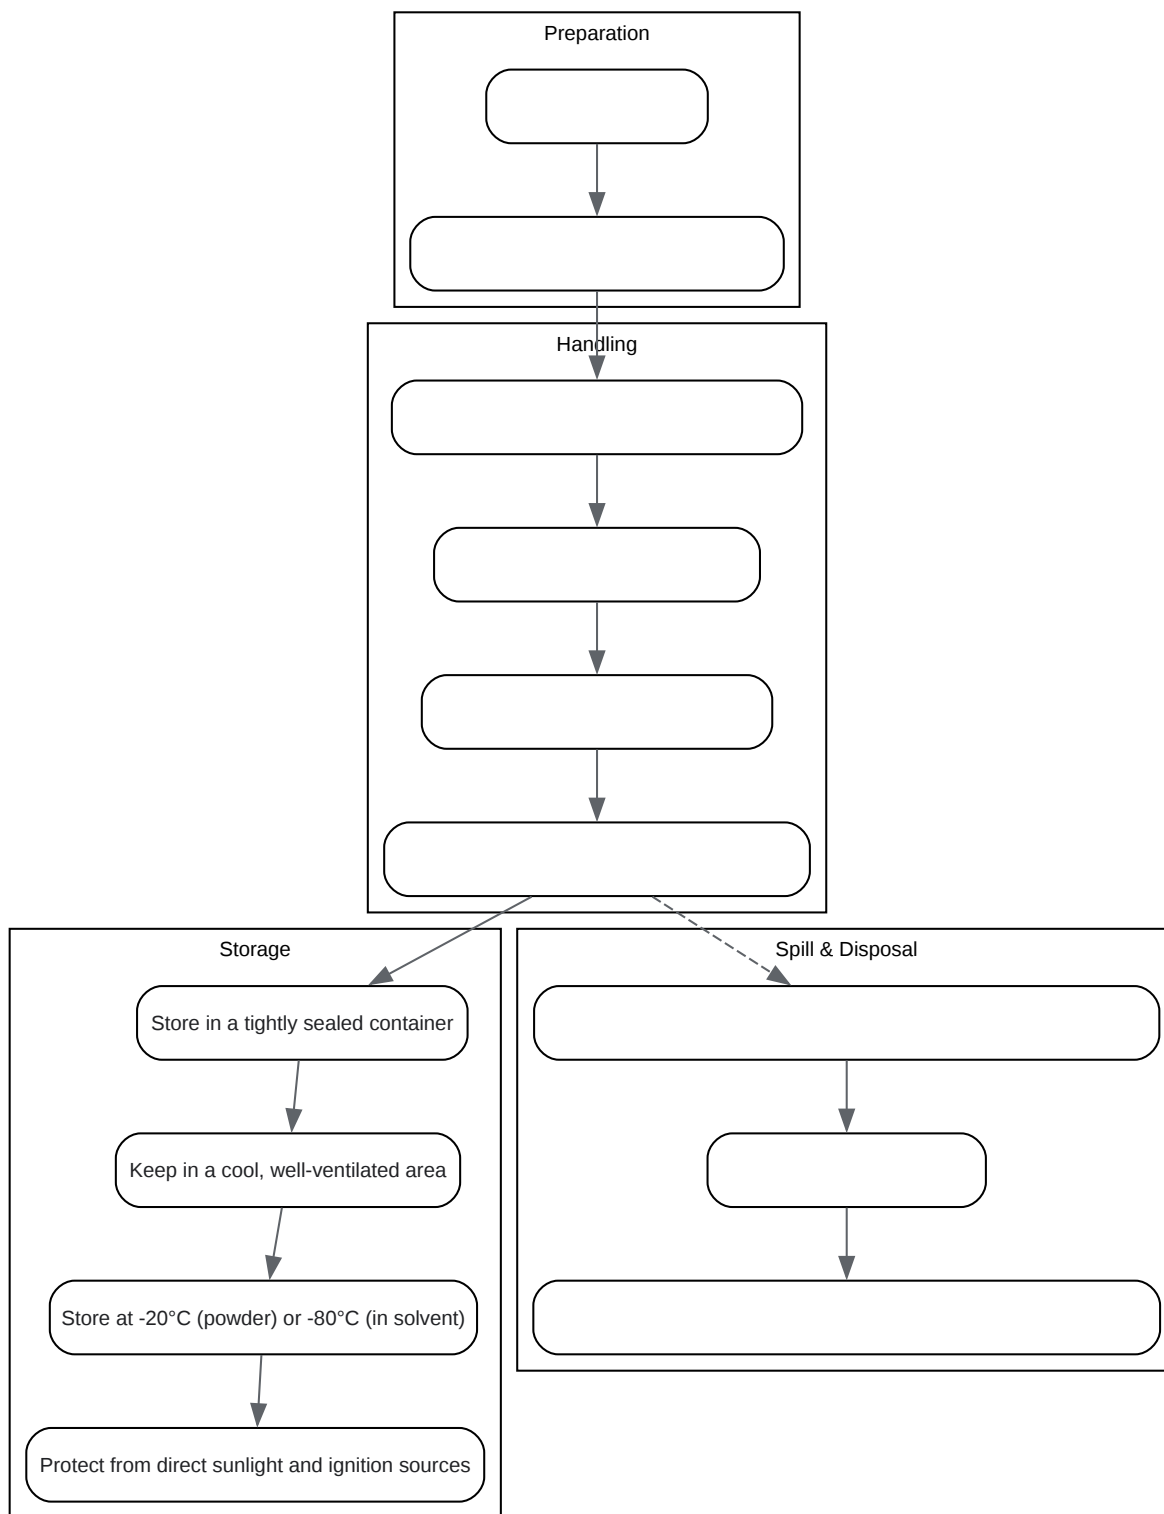 Preparation
Handling
Storage
Spill & Disposal
Store in a tightly sealed container
Keep in a cool, well-ventilated area
Store at -20°C (powder) or -80°C (in solvent)
Protect from direct sunlight and ignition sources